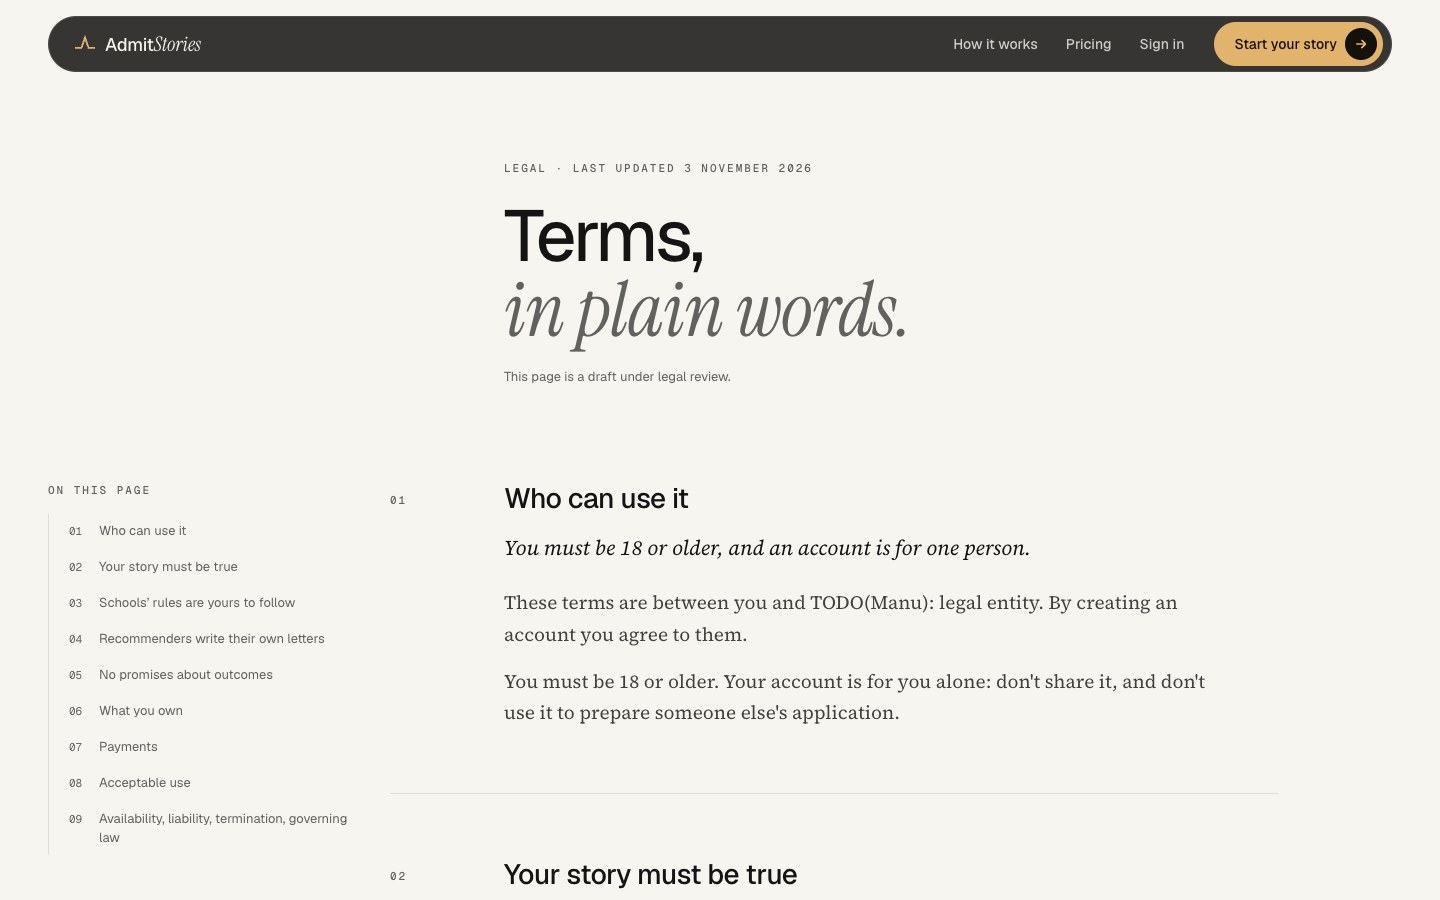 AdmitStories
How it works
Pricing
Sign in
Start your story
LEGAL · LAST UPDATED 3 NOVEMBER 2026
Terms,
in plain words.
This page is a draft under legal review.
ON THIS PAGE
01 Who can use it
02 Your story must be true
03 Schools’ rules are yours to follow
04 Recommenders write their own letters
05 No promises about outcomes
06 What you own
07 Payments
08 Acceptable use
09 Availability, liability, termination, governing
law
01 Who can use it
You must be 18 or older, and an account is for one person.
These terms are between you and TODO(Manu): legal entity. By creating an
account you agree to them.
You must be 18 or older. Your account is for you alone: don't share it, and don't
use it to prepare someone else's application.
02 Your story must be true